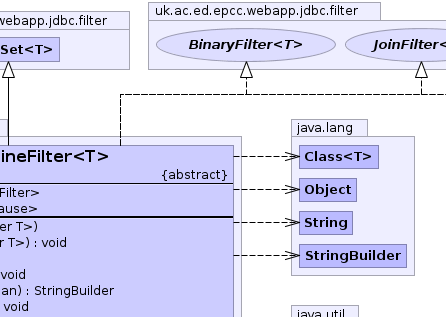 webapp.jdbc.filter
Set<T>
uk.ac.ed.epcc.webapp.jdbc.filter
BinaryFilter<T>
JoinFilter<
ineFilter<T>
{abstract}
Filter>
ause>
er T>)
r T>) : void
void
an) : StringBuilder
void
java.lang
Class<T>
Object
String
StringBuilder
java.util